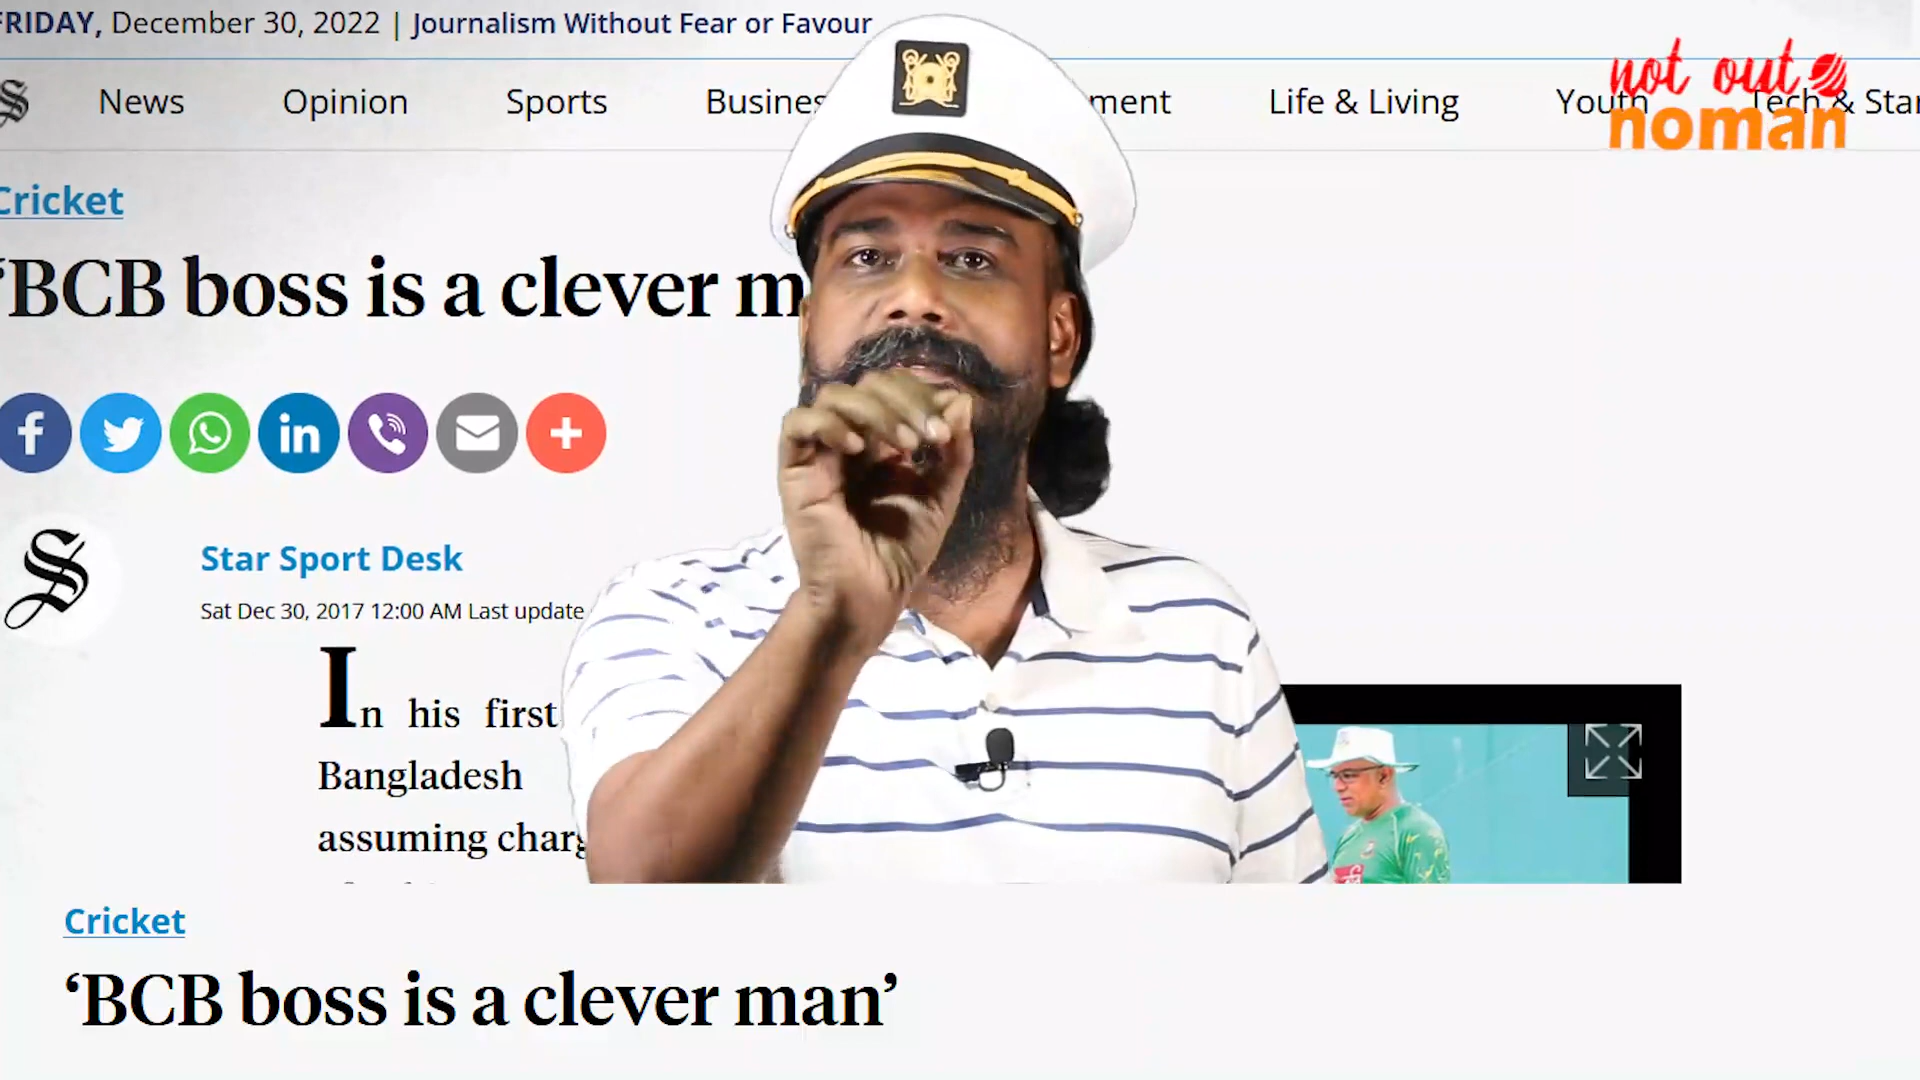 FRIDAY, December 30, 2022 | Journalism Without Fear or Favour
not out
noman
News Opinion Sports Life & Living Youth Tech &
Cricket
‘BCB boss is a clever
Star Sport Desk
Sat Dec 30, 2017 12:00 AM Last update
In his first
Bangladesh
assuming
Cricket
‘BCB boss is a clever man’